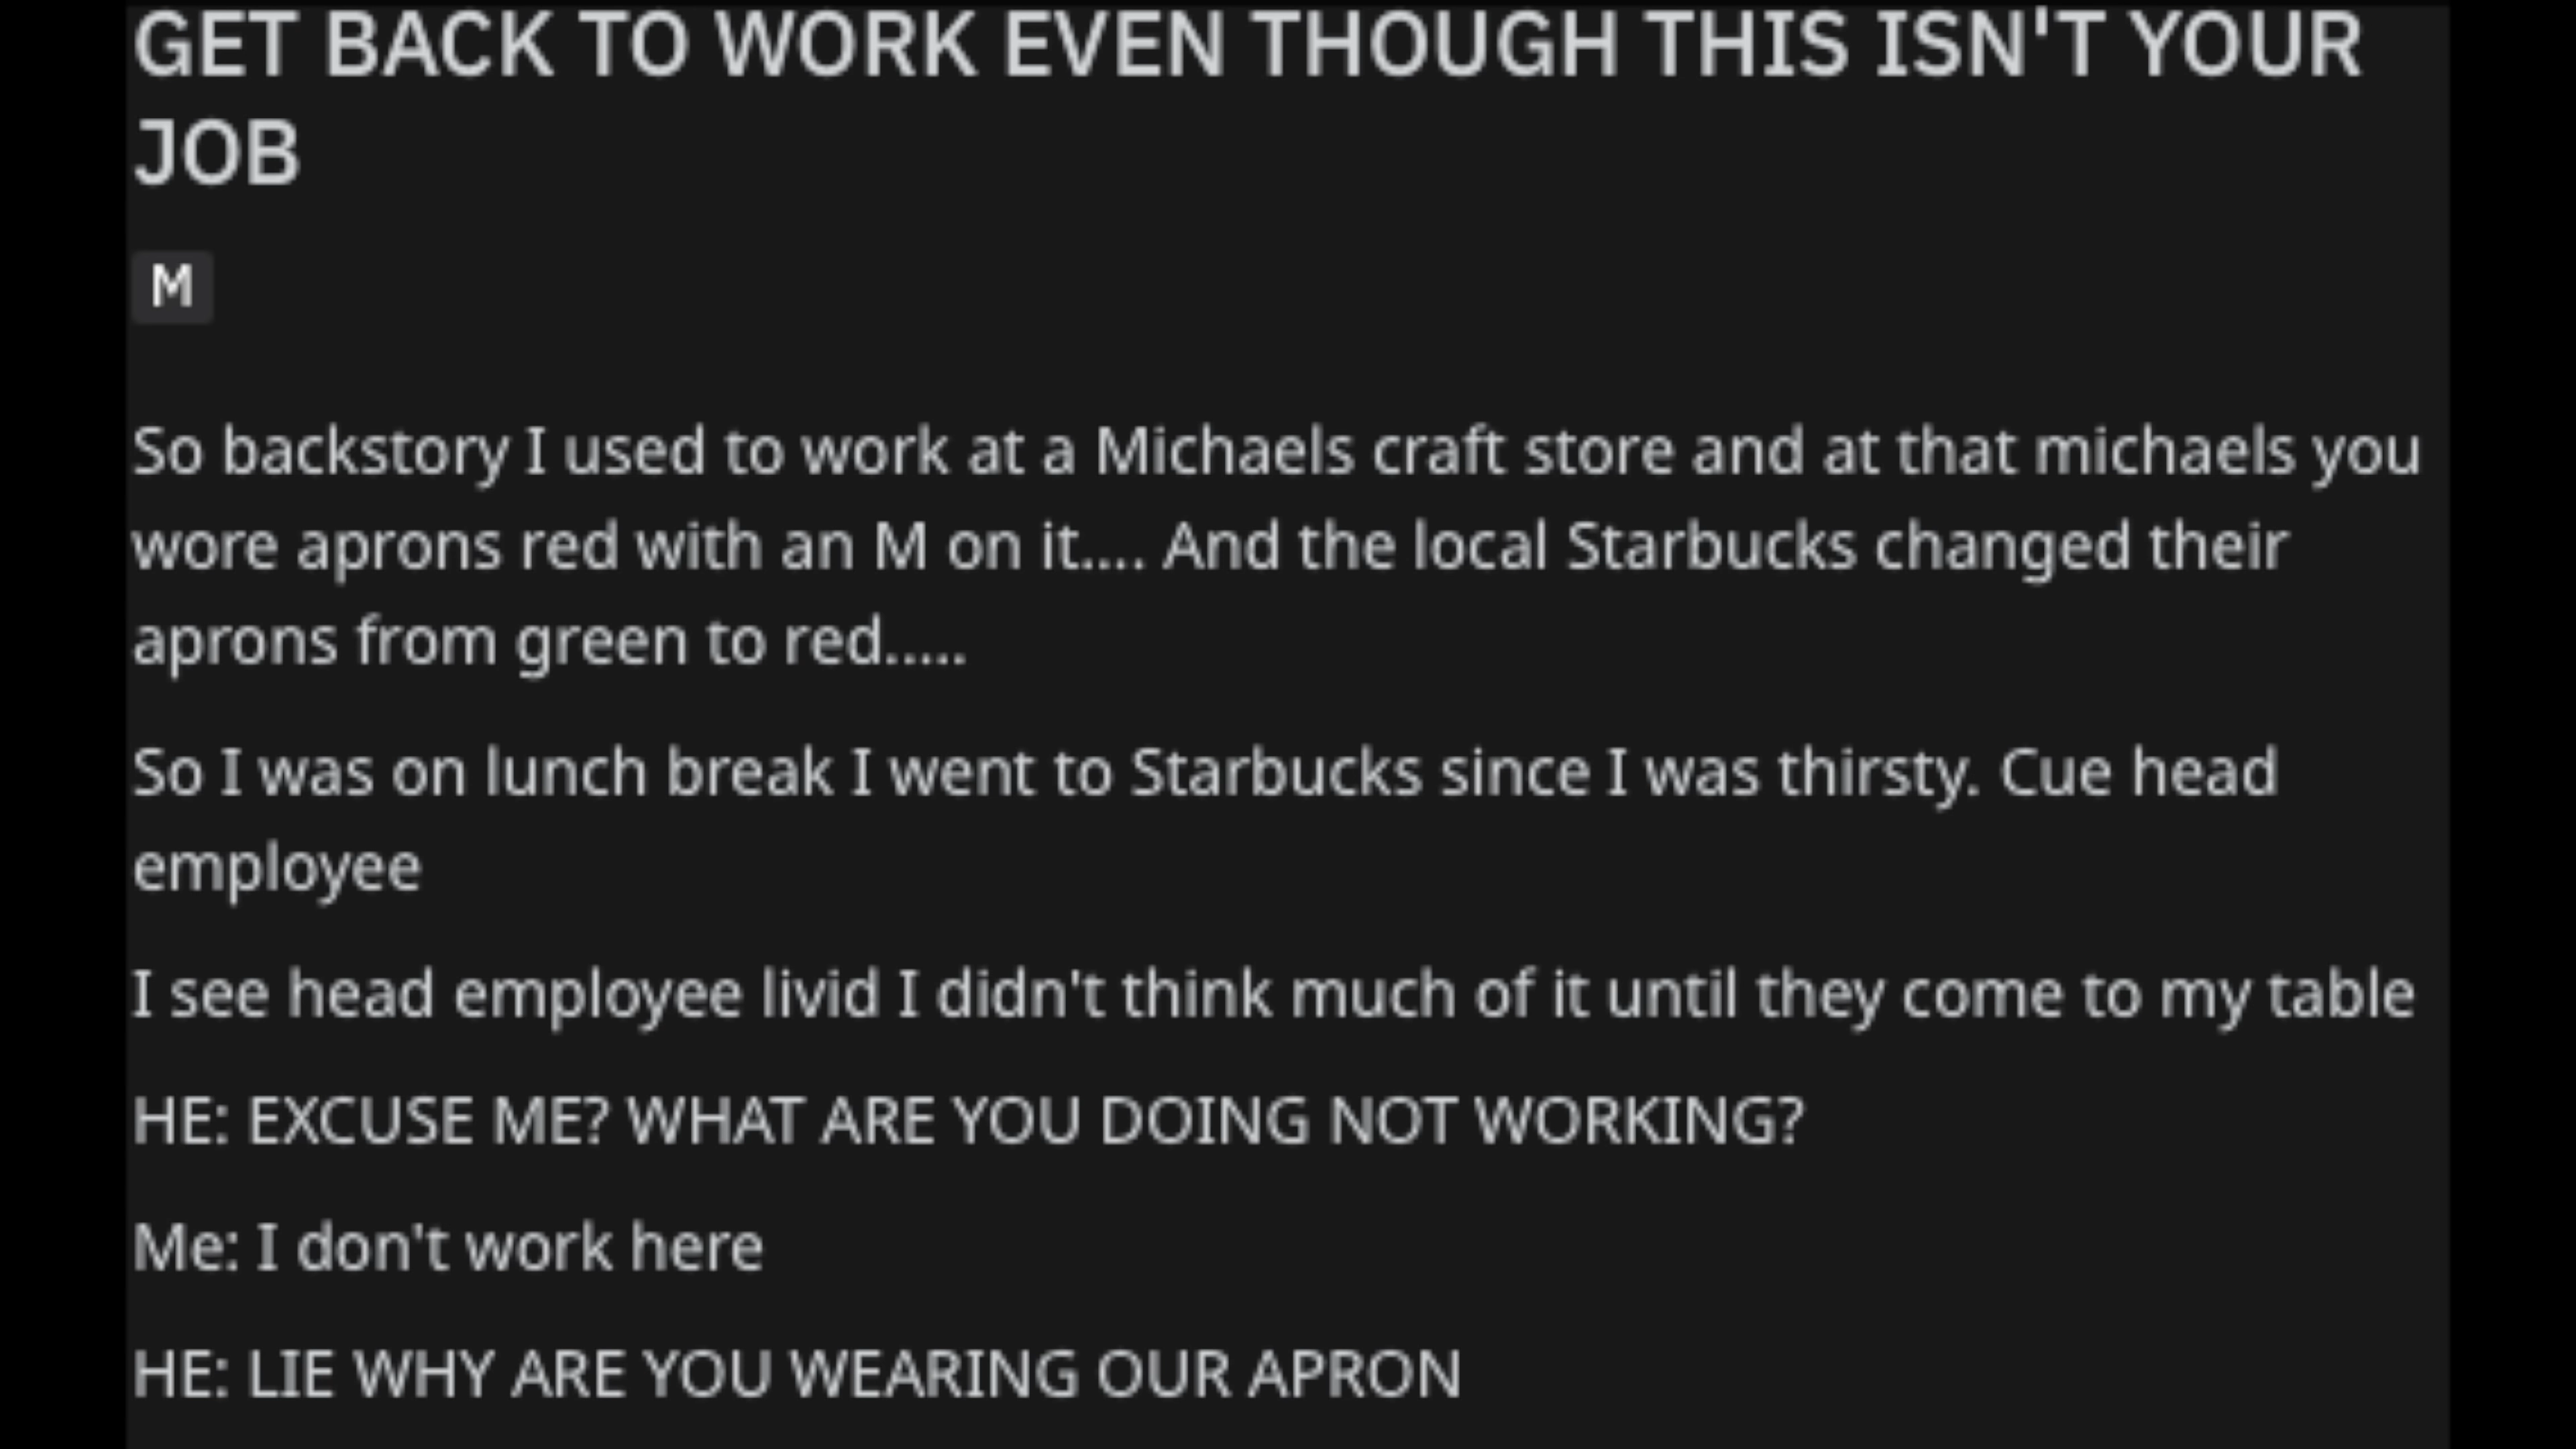 GET BACK TO WORK EVEN THOUGH THIS ISN'T YOUR
JOB
M
So backstory I used to work at a Michaels craft store and at that michaels you
wore aprons red with an M on it.... And the local Starbucks changed their
aprons from green to red.....
So I was on lunch break I went to Starbucks since I was thirsty. Cue head
employee
I see head employee livid I didn't think much of it until they come to my table
HE: EXCUSE ME? WHAT ARE YOU DOING NOT WORKING?
Me: I don't work here
HE: LIE WHY ARE YOU WEARING OUR APRON